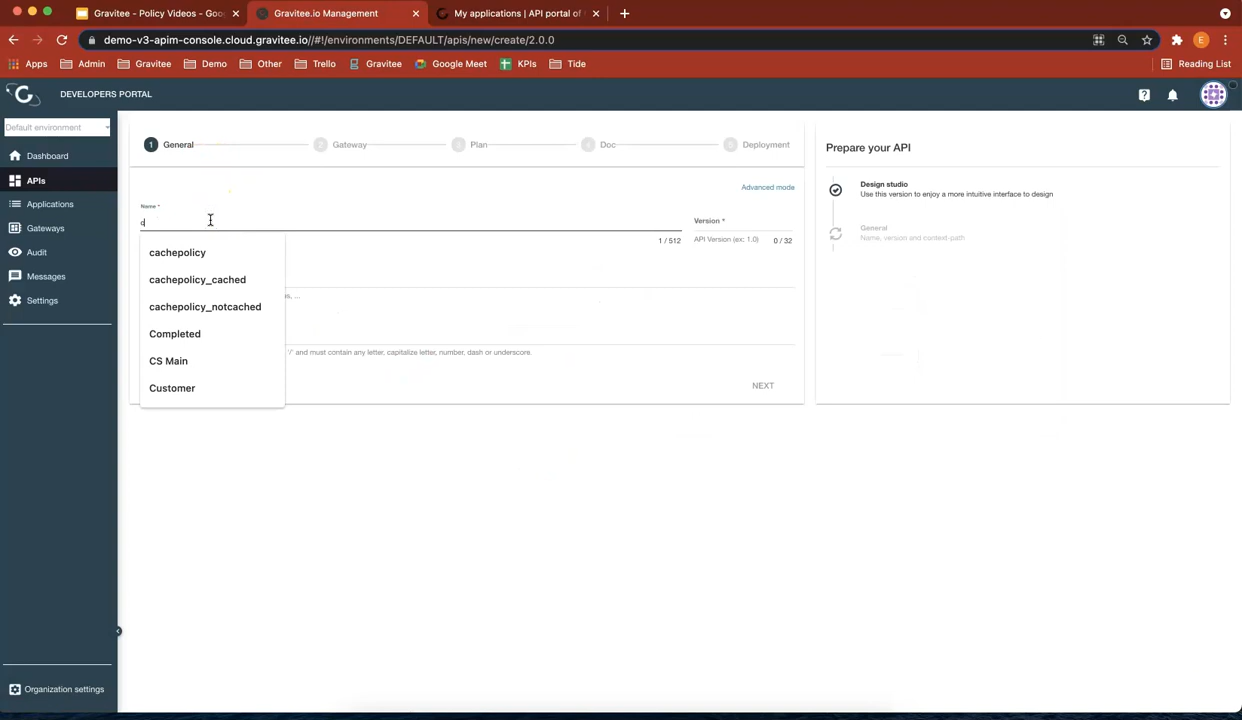 Gravitee - Policy Videos - Goo
Gravitee.io Management
My applications | API portal of
demo-v3-apim-console.cloud.gravitee.io//#!/environments/DEFAULT/apis/new/create/2.0.0
E
Apps
Admin
Gravitee
Demo
Other
Trello
Gravitee
Google Meet
KPIs
Tide
Reading List
DEVELOPERS PORTAL
Default environment
Dashboard
APIs
Applications
Gateways
Audit
Messages
Settings
Organization settings
1 General
2 Gateway
3 Plan
4 Doc
5 Deployment
Advanced mode
Name *
c
1 / 512
Version *
API Version (ex: 1.0)
0 / 32
cachepolicy
cachepolicy_cached
cachepolicy_notcached
Completed
CS Main
Customer
'/' and must contain any letter, capitalize letter, number, dash or underscore.
NEXT
Prepare your API
Design studio
Use this version to enjoy a more intuitive interface to design
General
Name, version and context-path